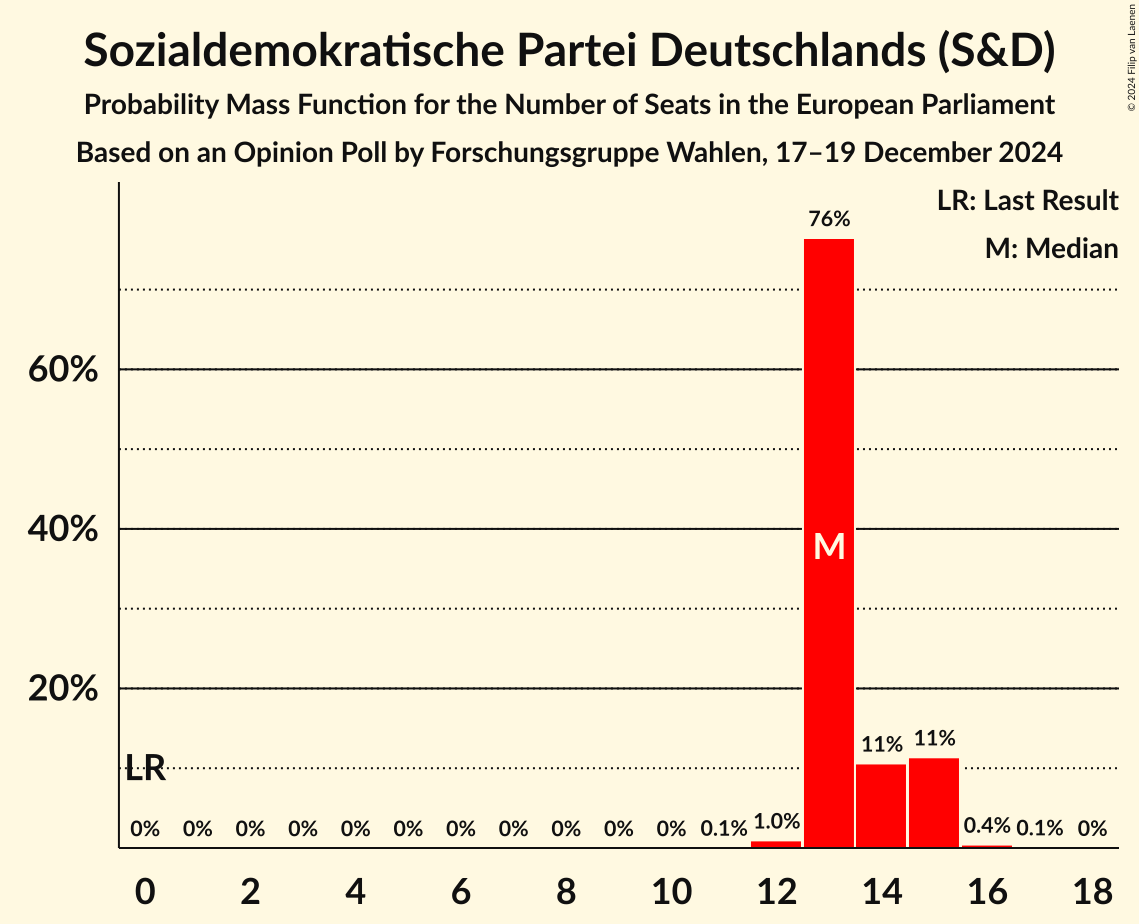 Sozialdemokratische Partei Deutschlands (S&D)
Probability Mass Function for the Number of Seats in the European Parliament
Based on an Opinion Poll by Forschungsgruppe Wahlen, 17–19 December 2024
© 2024 Filip van Laenen
LR: Last Result
M: Median
76%
60%
40%
M
20%
LR
11%
11%
0% 0% 0% 0% 0% 0% 0% 0% 0% 0% 0% 0.1% 1.0% 0.4% 0.1% 0%
0 2 4 6 8 10 12 14 16 18